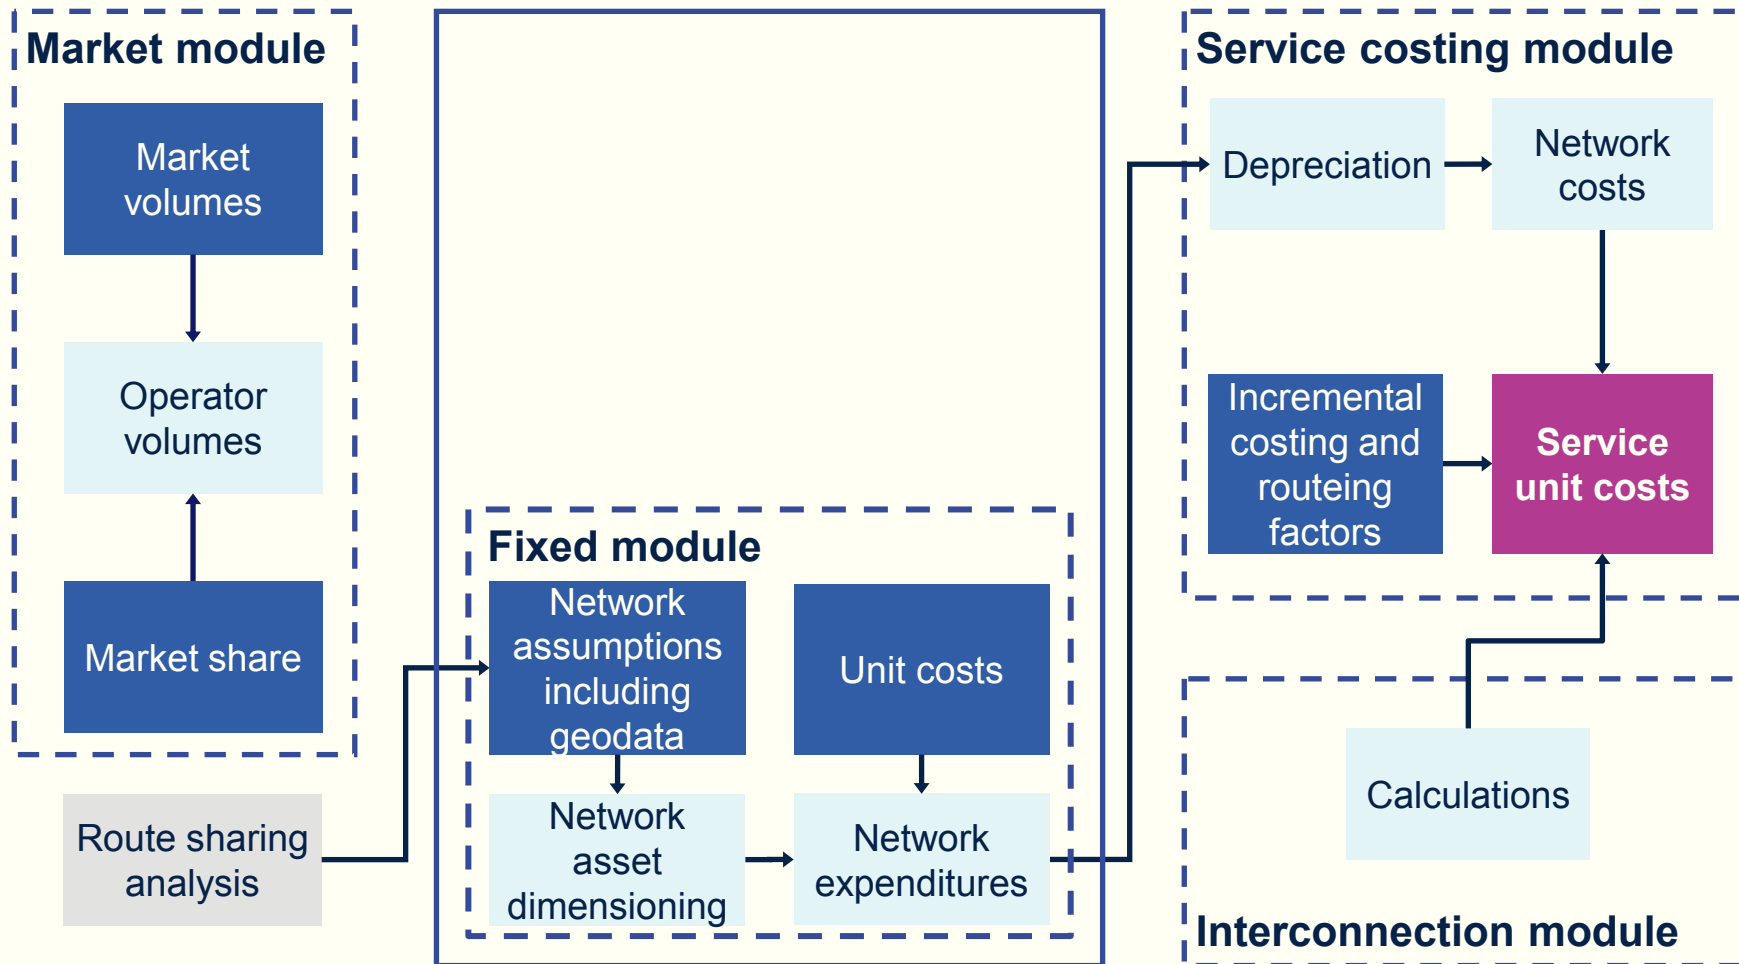 Market module
Market
volumes
Operator
volumes
Market share
Route sharing
analysis
Fixed module
Network
assumptions
including
geodata
Unit costs
Network
asset
dimensioning
Network
expenditures
Service costing module
Depreciation
Network
costs
Incremental
costing and
routeing
factors
Service
unit costs
Calculations
Interconnection module